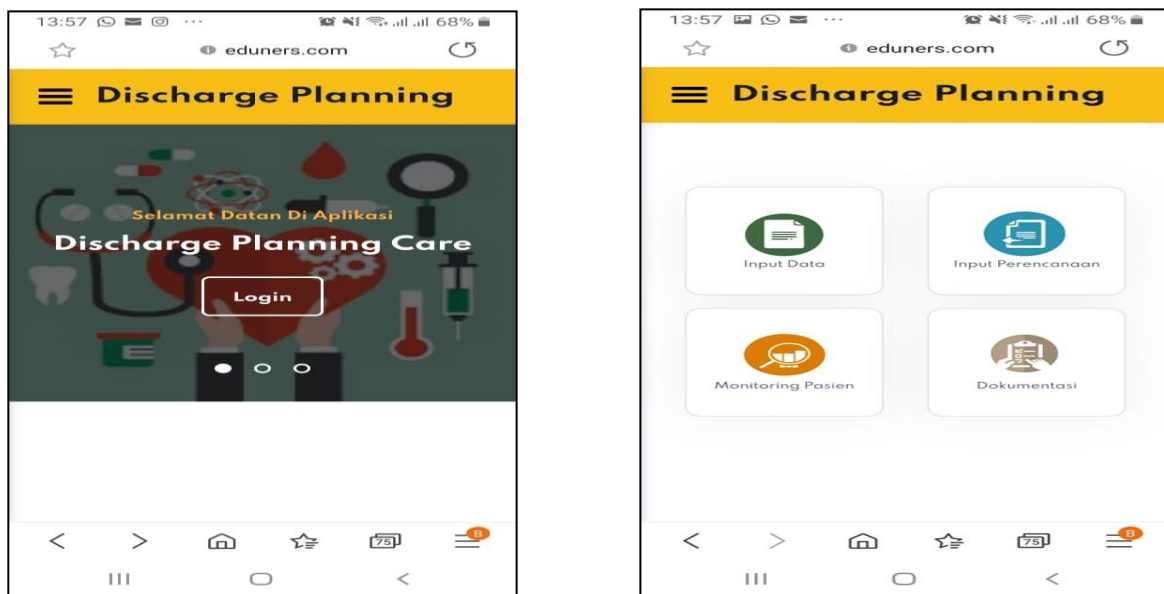 13:57 ... 68%
eduners.com
Discharge Planning
Selamat Datan Di Aplikasi
Discharge Planning Care
Login
75
B
13:57 ... 68%
eduners.com
Discharge Planning
Input Data
Input Perencanaan
Monitoring Pasien
Dokumentasi
75
B